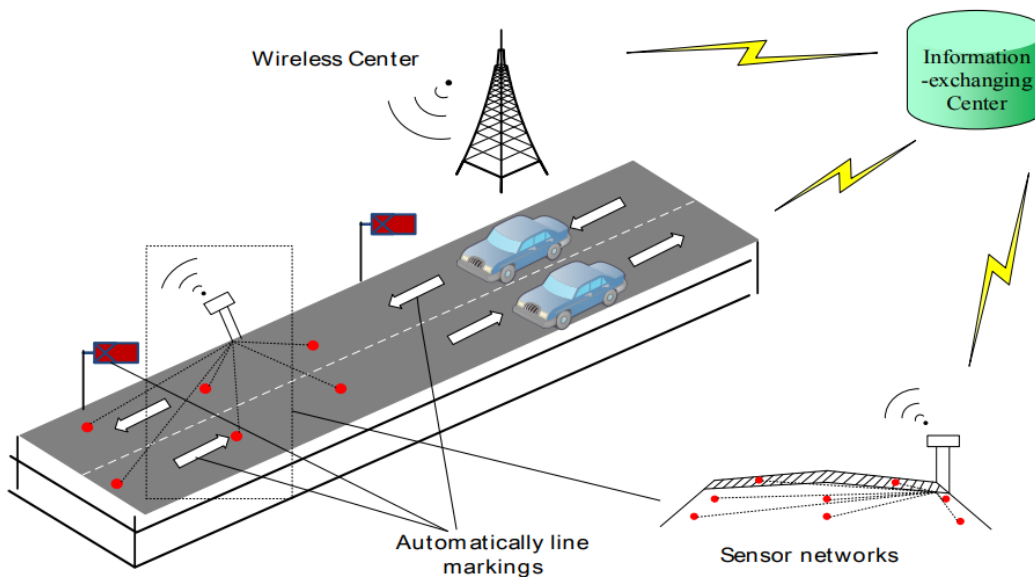 Wireless Center
Information
-exchanging
Center
Automatically line
markings
Sensor networks